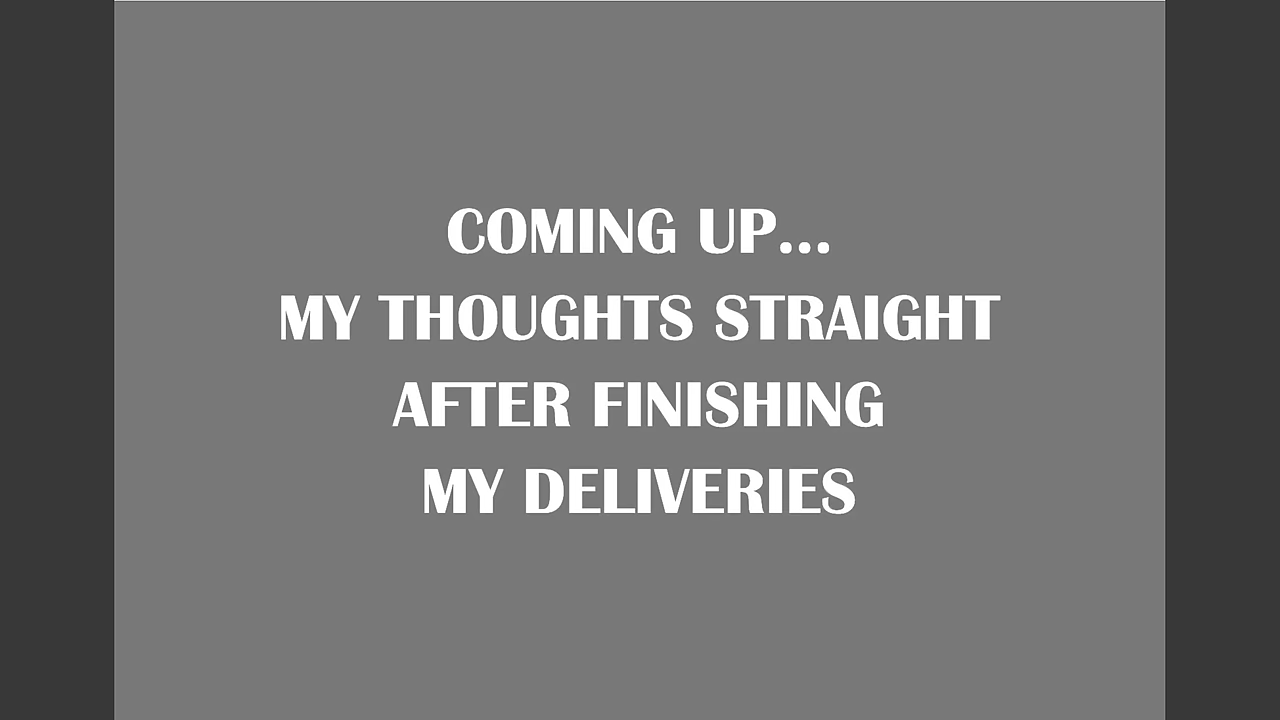 COMING UP...
MY THOUGHTS STRAIGHT
AFTER FINISHING
MY DELIVERIES